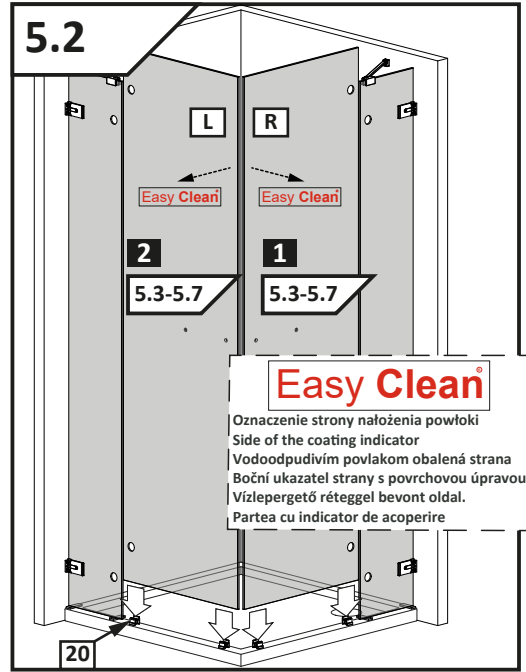 5.2
L R
Easy Clean Easy Clean
2 1
5.3-5.7 5.3-5.7
Easy Clean
Oznaczenie strony nałożenia powłoki
Side of the coating indicator
Vodoodpudivím povlakom obalená strana
Boční ukazatel strany s povrchovou úpravou
Vízlepergető réteggel bevont oldal.
Partea cu indicator de acoperire
20